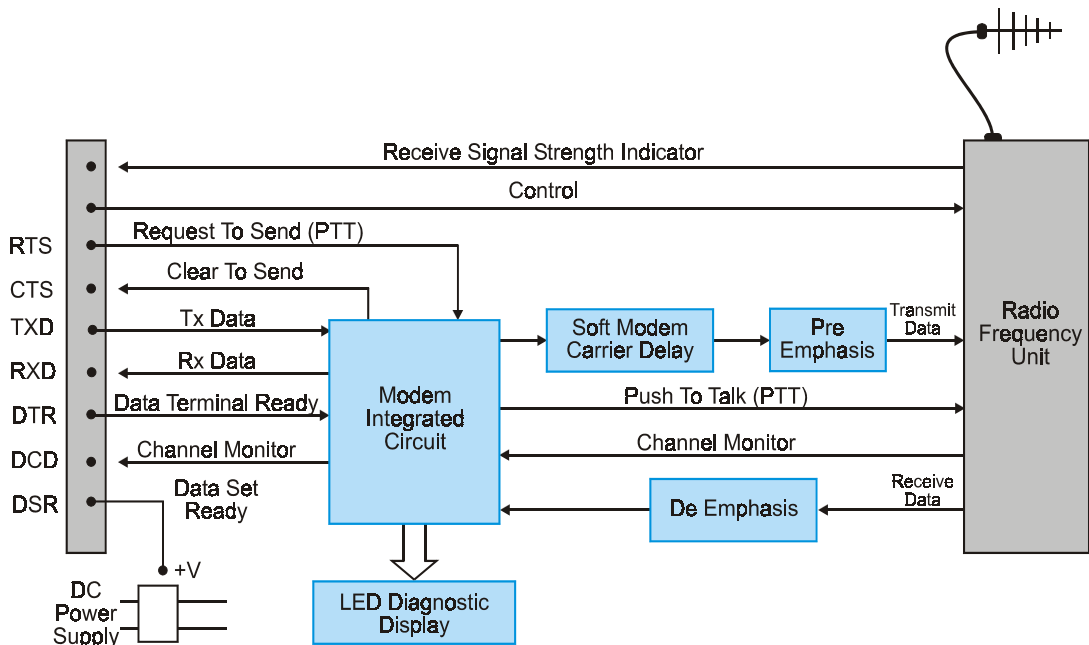 Receive Signal Strength Indicator
Control
RTS
Request To Send (PTT)
CTS
Clear To Send
TXD
Tx Data
RXD
Rx Data
DTR
Data Terminal Ready
DCD
Channel Monitor
DSR
Data Set
Ready
+V
DC
Power
Supply
Modem
Integrated
Circuit
LED Diagnostic
Display
Soft Modem
Carrier Delay
Pre
Emphasis
Transmit
Data
Push To Talk (PTT)
Channel Monitor
De Emphasis
Receive
Data
Radio
Frequency
Unit